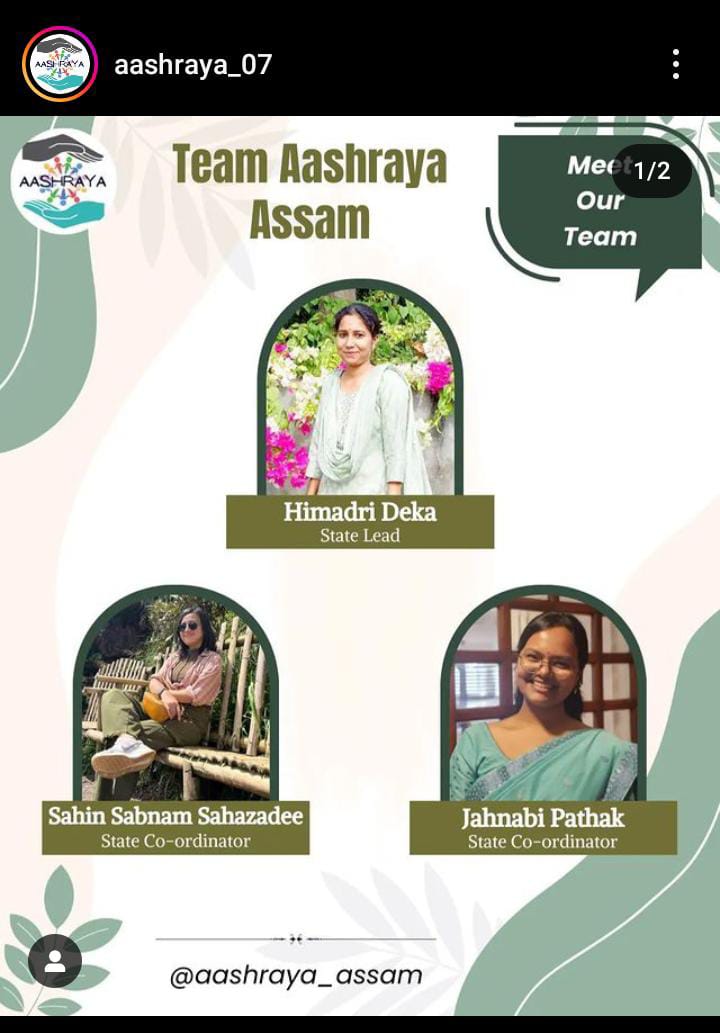 AASHRAYA
aashraya_07
AASHRAYA
Team Aashraya
Assam
Meet
Our
Team
1/2
Himadri Deka
State Lead
Sahin Sabnam Sahazadee
State Co-ordinator
Jahnabi Pathak
State Co-ordinator
@aashraya_assam